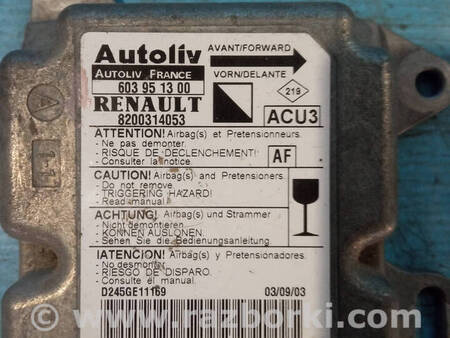 Autoliv
AVANT/FORWARD
AUTOLIV FRANCE
VORN/DELANTE
603 95 13 00
RENAULT
8200314053
219
ACU3
ATTENTION! Airbag(s) et Pretensionneurs.
- Ne pas demonter.
- RISQUE DE DECLENCHEMENT!
- Consulter la notice.
AF
CAUTION! Airbag(s) and Pretensioners
- Do not remove.
- TRIGGERING HAZARD!
- Read manual.
ACHTUNG! Airbag(s) und Strammer
- Nicht demontieren.
- KÖNNEN AUSLÖNEN.
- Sehen Sie die Bedienungsanleitung.
¡ATENCION! Airbag(s) y Pretensionadores.
- No desmonten.
- RIESGO DE DISPARO.
- Consulte el manual.
D245GE11169
03/09/03
www.razborki.com